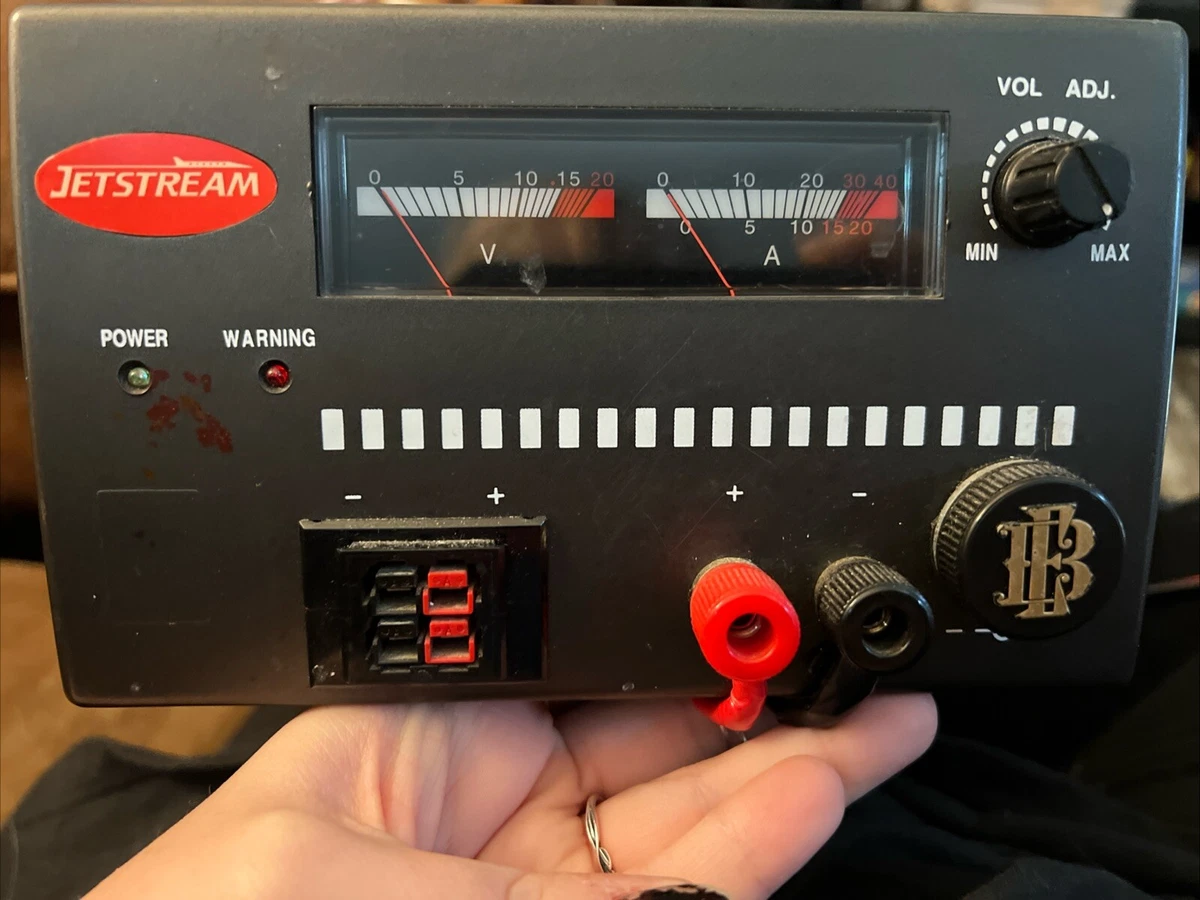 VOL ADJ.
JETSTREAM
0 5 10 15 20
0 10 20 30 40
0 5 10 15 20
V
A
MIN
MAX
POWER
WARNING
− +
+ −